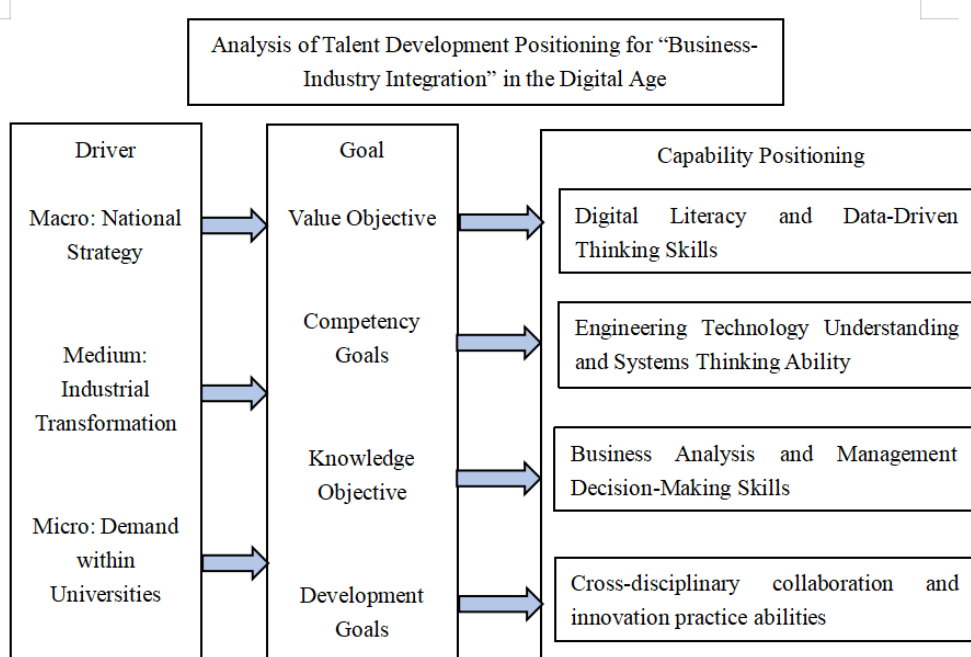 Analysis of Talent Development Positioning for “Business-
Industry Integration” in the Digital Age
Driver
Macro: National
Strategy
Medium:
Industrial
Transformation
Micro: Demand
within
Universities
Goal
Value Objective
Competency
Goals
Knowledge
Objective
Development
Goals
Capability Positioning
Digital Literacy and Data-Driven
Thinking Skills
Engineering Technology Understanding
and Systems Thinking Ability
Business Analysis and Management
Decision-Making Skills
Cross-disciplinary collaboration and
innovation practice abilities